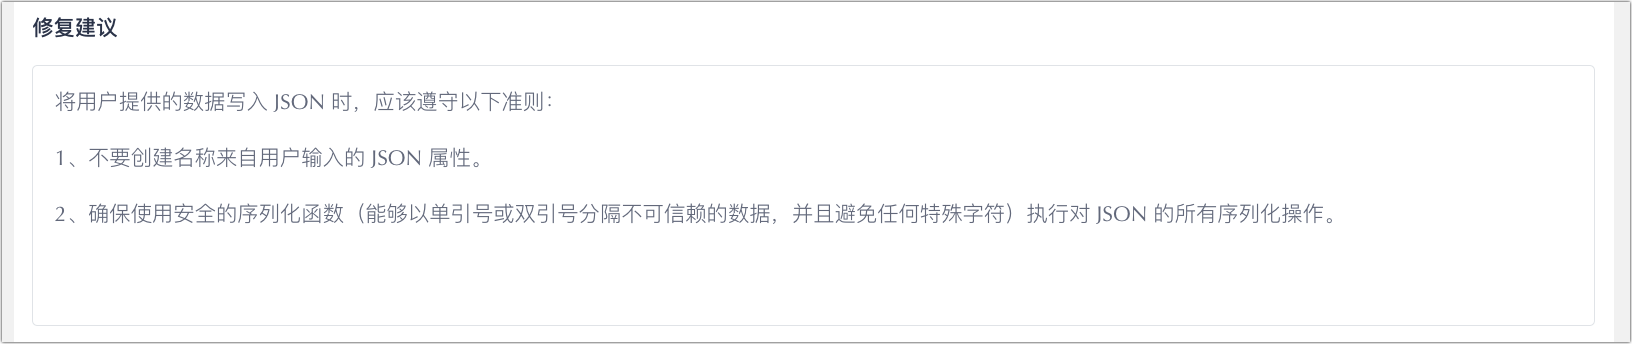 修复建议
将用户提供的数据写入 JSON 时，应该遵守以下准则：
1、不要创建名称来自用户输入的 JSON 属性。
2、确保使用安全的序列化函数（能够以单引号或双引号分隔不可信赖的数据，并且避免任何特殊字符）执行对 JSON 的所有序列化操作。